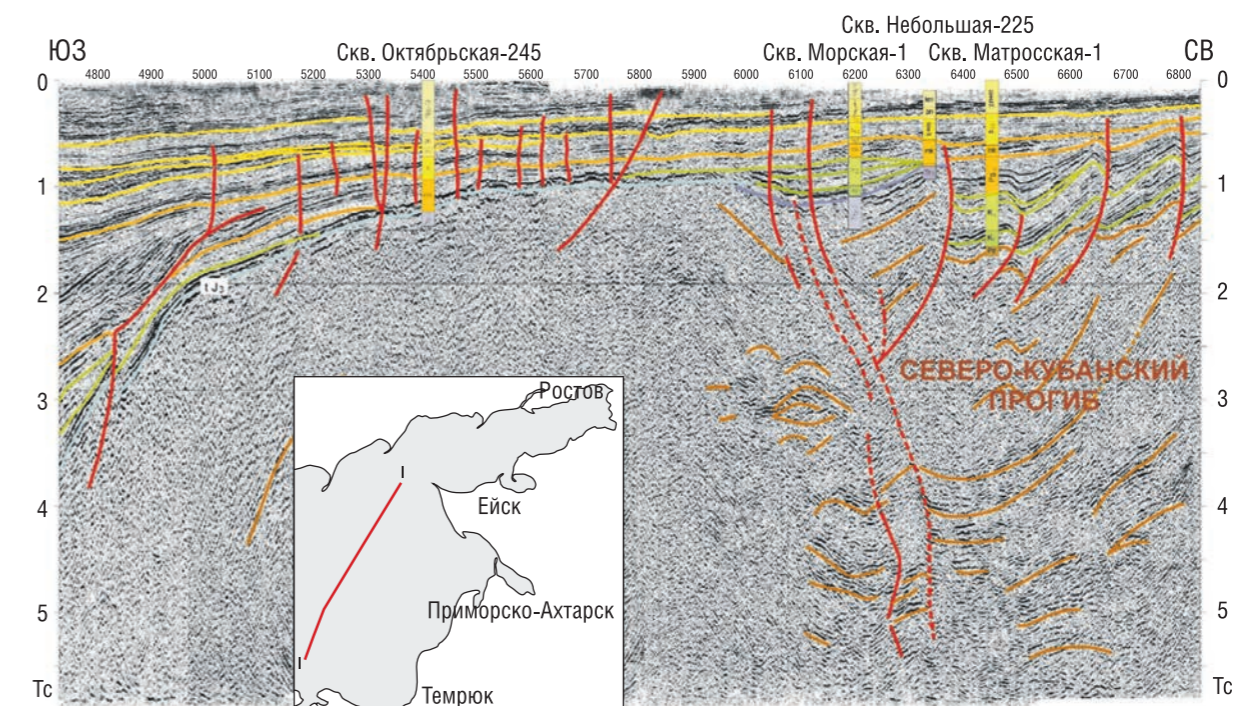 Скв. Небольшая-225
ЮЗ
Скв. Октябрьская-245
Скв. Морская-1
Скв. Матросская-1
СВ
4800 4900 5000 5100 5200 5300 5400 5500 5600 5700 5800 5900 6000 6100 6200 6300 6400 6500 6600 6700 6800
0 0
1 1
2 2
3 3
4 4
5 5
Тс Тс
СЕВЕРО-КУБАНСКИЙ
ПРОГИБ
Ростов
I
Ейск
Приморско-Ахтарск
I
Темрюк